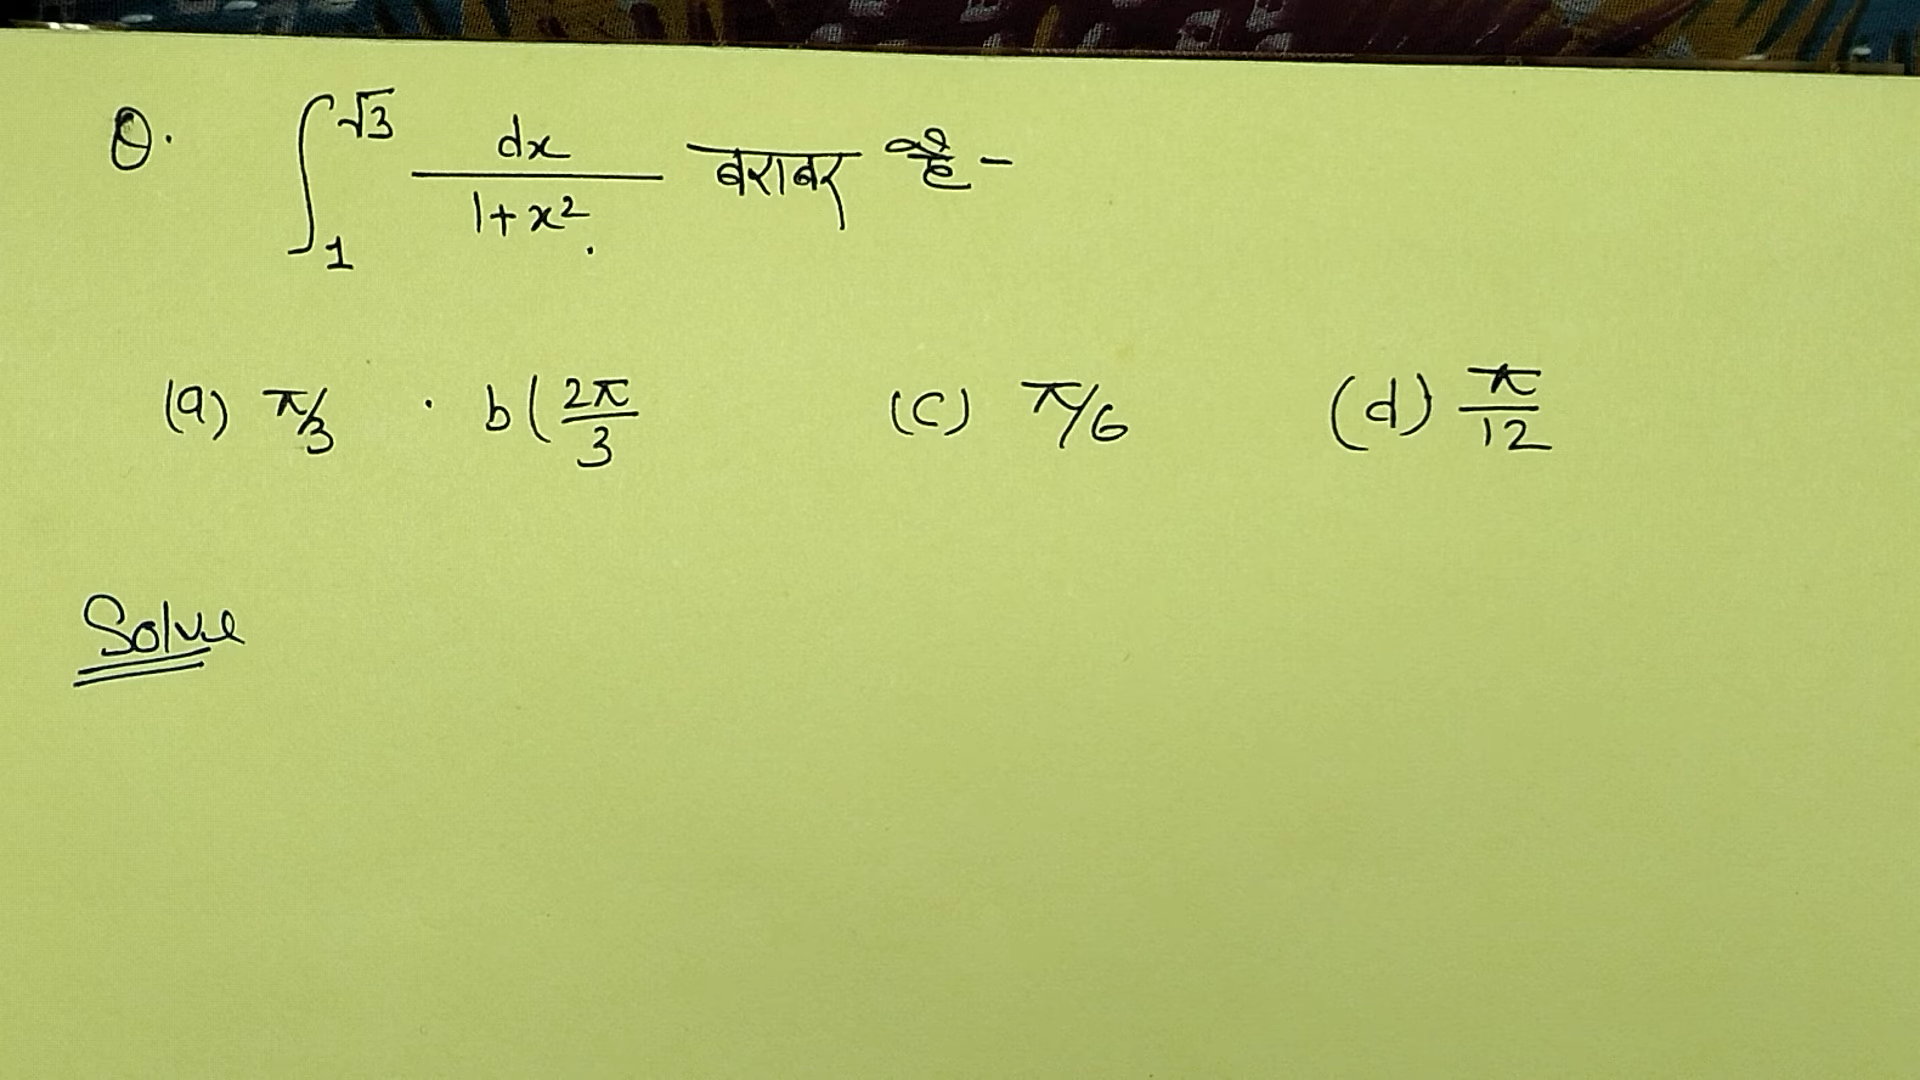 Q. ∫₁^√3 dx/1+x² बराबर है -
(a) π/3 b( 2π/3 (C) π/6 (d) π/12
Solve